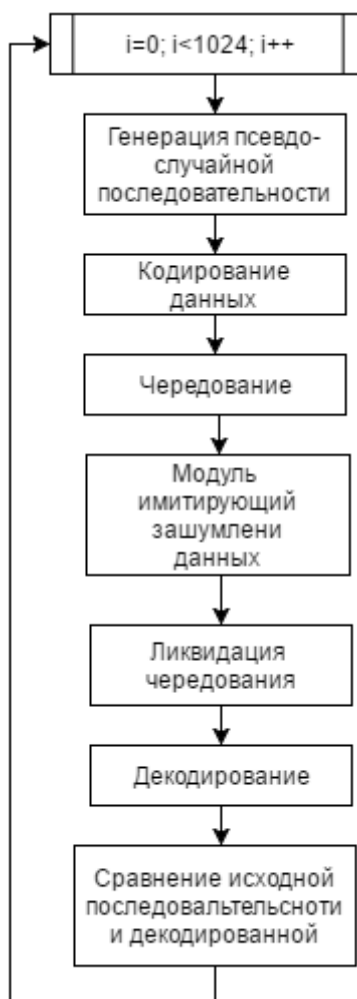 i=0; i<1024; i++
Генерация псевдо-
случайной
последовательности
Кодирование
данных
Чередование
Модуль
имитирующий
зашумлени
данных
Ликвидация
чередования
Декодирование
Сравнение исходной
последовальтельсноти
и декодированной